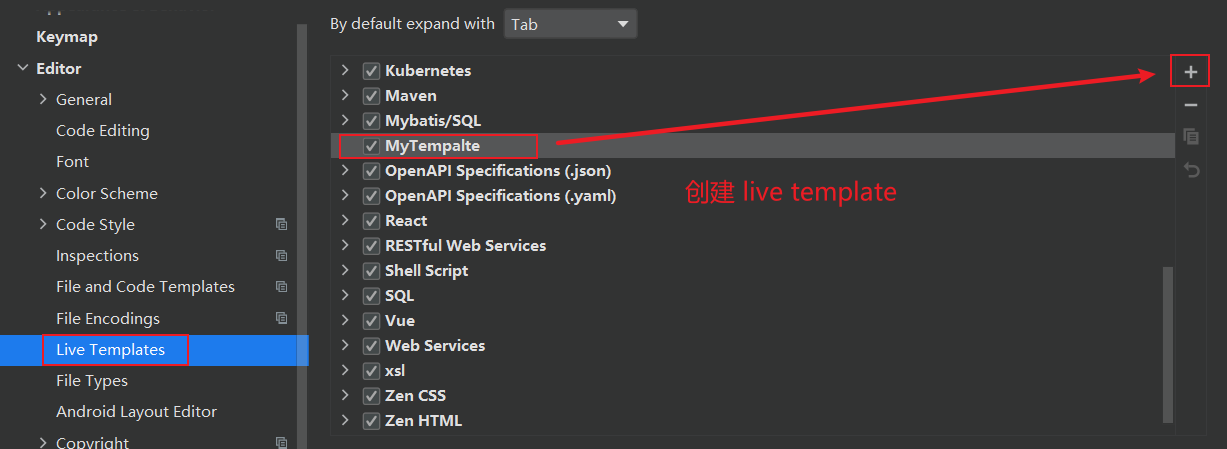 Keymap
Editor
General
Code Editing
Font
Color Scheme
Code Style
Inspections
File and Code Templates
File Encodings
Live Templates
File Types
Android Layout Editor
Copyright
By default expand with Tab
Kubernetes
Maven
Mybatis/SQL
MyTempalte
OpenAPI Specifications (.json)
OpenAPI Specifications (.yaml)
React
RESTful Web Services
Shell Script
SQL
Vue
Web Services
xsl
Zen CSS
Zen HTML
创建 live template